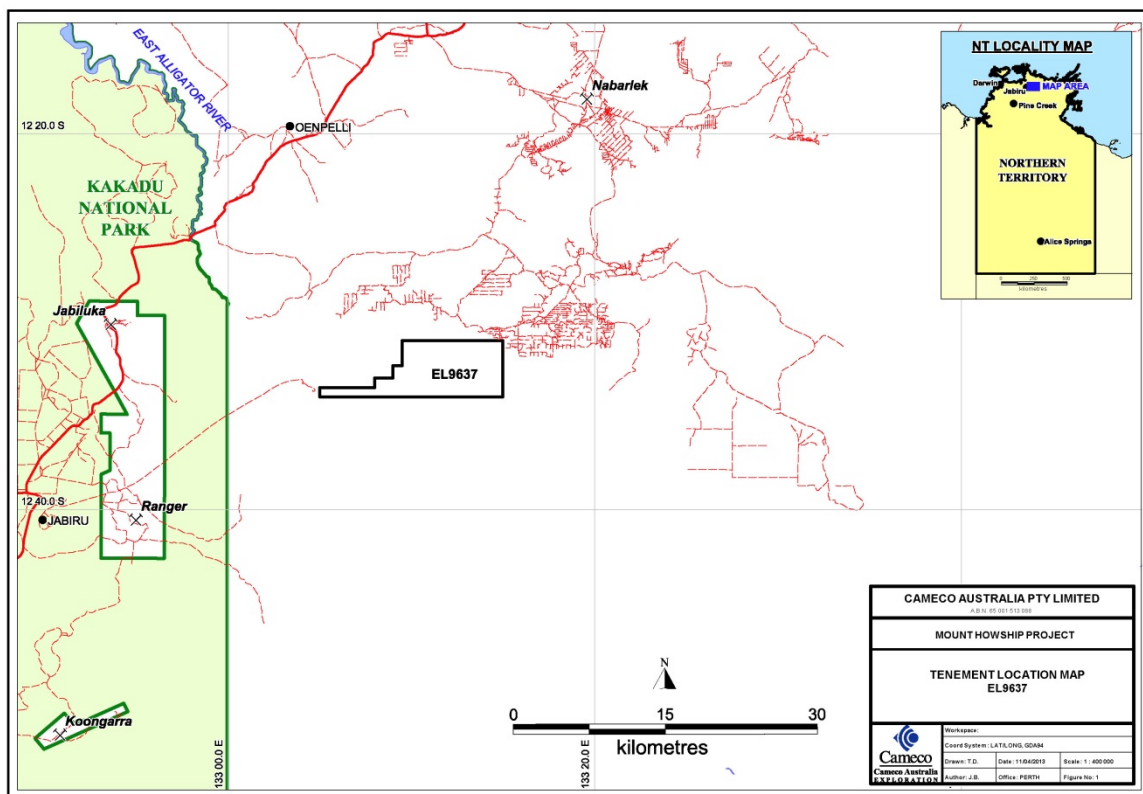 EAST ALLIGATOR RIVER
Nabarlek
12 20.0 S
OENPELLI
KAKADU
NATIONAL
PARK
Jabiluka
EL9637
12 40.0 S
JABIRU
Ranger
Koongarra
133 00.0 E
133 20.0 E
N
0 15 30
kilometres
NT LOCALITY MAP
Darwin
Jabiru
MAP AREA
Pine Creek
NORTHERN
TERRITORY
Alice Springs
kilometres
CAMECO AUSTRALIA PTY LIMITED
MOUNT HOWSHIP PROJECT
TENEMENT LOCATION MAP
EL9637
Cameco
Cameco Australia
EXPLORATION
Workspace:
Coord System: LAT/LONG, GDA94
Drawn: T.D. Date: 11/04/2013 Scale: 1 : 400 000
Author: J.B. Office: PERTH Figure No: 1